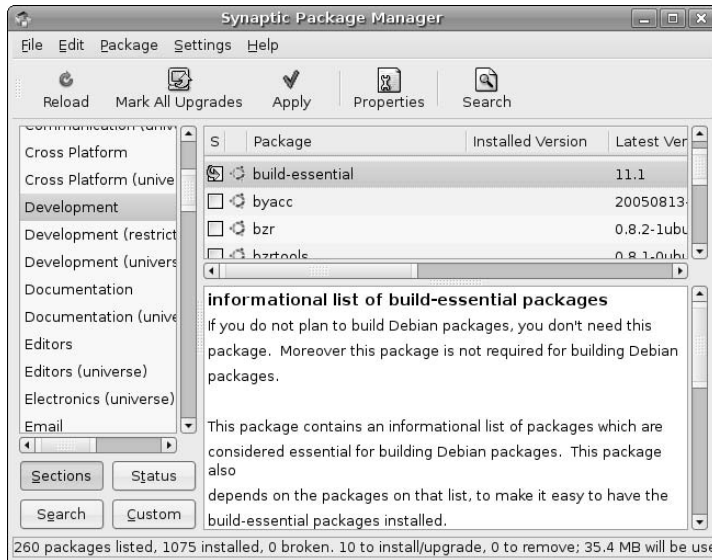 Synaptic Package Manager
File Edit Package Settings Help
Reload Mark All Upgrades Apply Properties Search
Cross Platform
Cross Platform (unive
Development
Development (restrict
Development (univers
Documentation
Documentation (unive
Editors
Editors (universe)
Electronics (universe)
Email
Sections Status
Search Custom
S Package Installed Version Latest Ver
build-essential 11.1
byacc 20050813-
bzr 0.8.2-1ubu
bzrtools 0.8.1-0ubu
informational list of build-essential packages
If you do not plan to build Debian packages, you don't need this
package. Moreover this package is not required for building Debian
packages.
This package contains an informational list of packages which are
considered essential for building Debian packages. This package
also
depends on the packages on that list, to make it easy to have the
build-essential packages installed.
260 packages listed, 1075 installed, 0 broken. 10 to install/upgrade, 0 to remove; 35.4 MB will be use